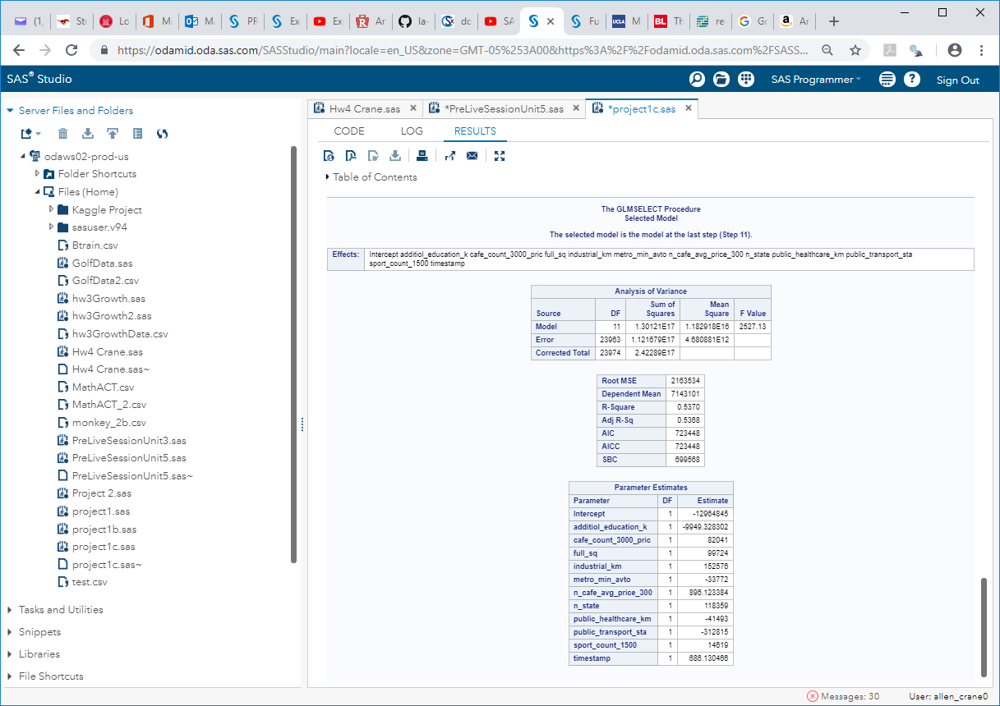 (1,
Stu
Lo
Mi
Ma
PR
Ex
Ex
Ar
la-
dc
SA
Fu
UCLA M
BL Th
re
Gc
Ar
https://odamid.oda.sas.com/SASStudio/main?locale=en_US&zone=GMT-05%253A00&https%3A%2F%2Fodamid.oda.sas.com%2FSASS...
SAS® Studio
SAS Programmer
Sign Out
Server Files and Folders
odaws02-prod-us
Folder Shortcuts
Files (Home)
Kaggle Project
sasuser.v94
Btrain.csv
GolfData.sas
GolfData2.csv
hw3Growth.sas
hw3Growth2.sas
hw3GrowthData.csv
Hw4 Crane.sas
Hw4 Crane.sas~
MathACT.csv
MathACT_2.csv
monkey_2b.csv
PreLiveSessionUnit3.sas
PreLiveSessionUnit5.sas
PreLiveSessionUnit5.sas~
Project 2.sas
project1.sas
project1b.sas
project1c.sas
project1c.sas~
test.csv
Tasks and Utilities
Snippets
Libraries
File Shortcuts
Hw4 Crane.sas
*PreLiveSessionUnit5.sas
*project1c.sas
CODE LOG RESULTS
Table of Contents
The GLMSELECT Procedure
Selected Model
The selected model is the model at the last step (Step 11).
Effects: Intercept additiol_education_k cafe_count_3000_pric full_sq industrial_km metro_min_avto n_cafe_avg_price_300 n_state public_healthcare_km public_transport_sta
sport_count_1500 timestamp
Analysis of Variance
Source DF Sum of Squares Mean Square F Value
Model 11 1.30121E17 1.182918E16 2527.13
Error 23963 1.121679E17 4.680881E12
Corrected Total 23974 2.42289E17
Root MSE 2163534
Dependent Mean 7143101
R-Square 0.5370
Adj R-Sq 0.5368
AIC 723448
AICC 723448
SBC 699568
Parameter Estimates
Parameter DF Estimate
Intercept 1 -12964845
additiol_education_k 1 -9949.328302
cafe_count_3000_pric 1 82041
full_sq 1 99724
industrial_km 1 152576
metro_min_avto 1 -33772
n_cafe_avg_price_300 1 896.123384
n_state 1 118359
public_healthcare_km 1 -41493
public_transport_sta 1 -312815
sport_count_1500 1 14619
timestamp 1 686.130466
Messages: 30
User: allen_crane0